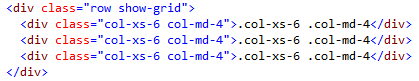 <div class="row show-grid">
  <div class="col-xs-6 col-md-4">.col-xs-6 .col-md-4</div>
  <div class="col-xs-6 col-md-4">.col-xs-6 .col-md-4</div>
  <div class="col-xs-6 col-md-4">.col-xs-6 .col-md-4</div>
</div>